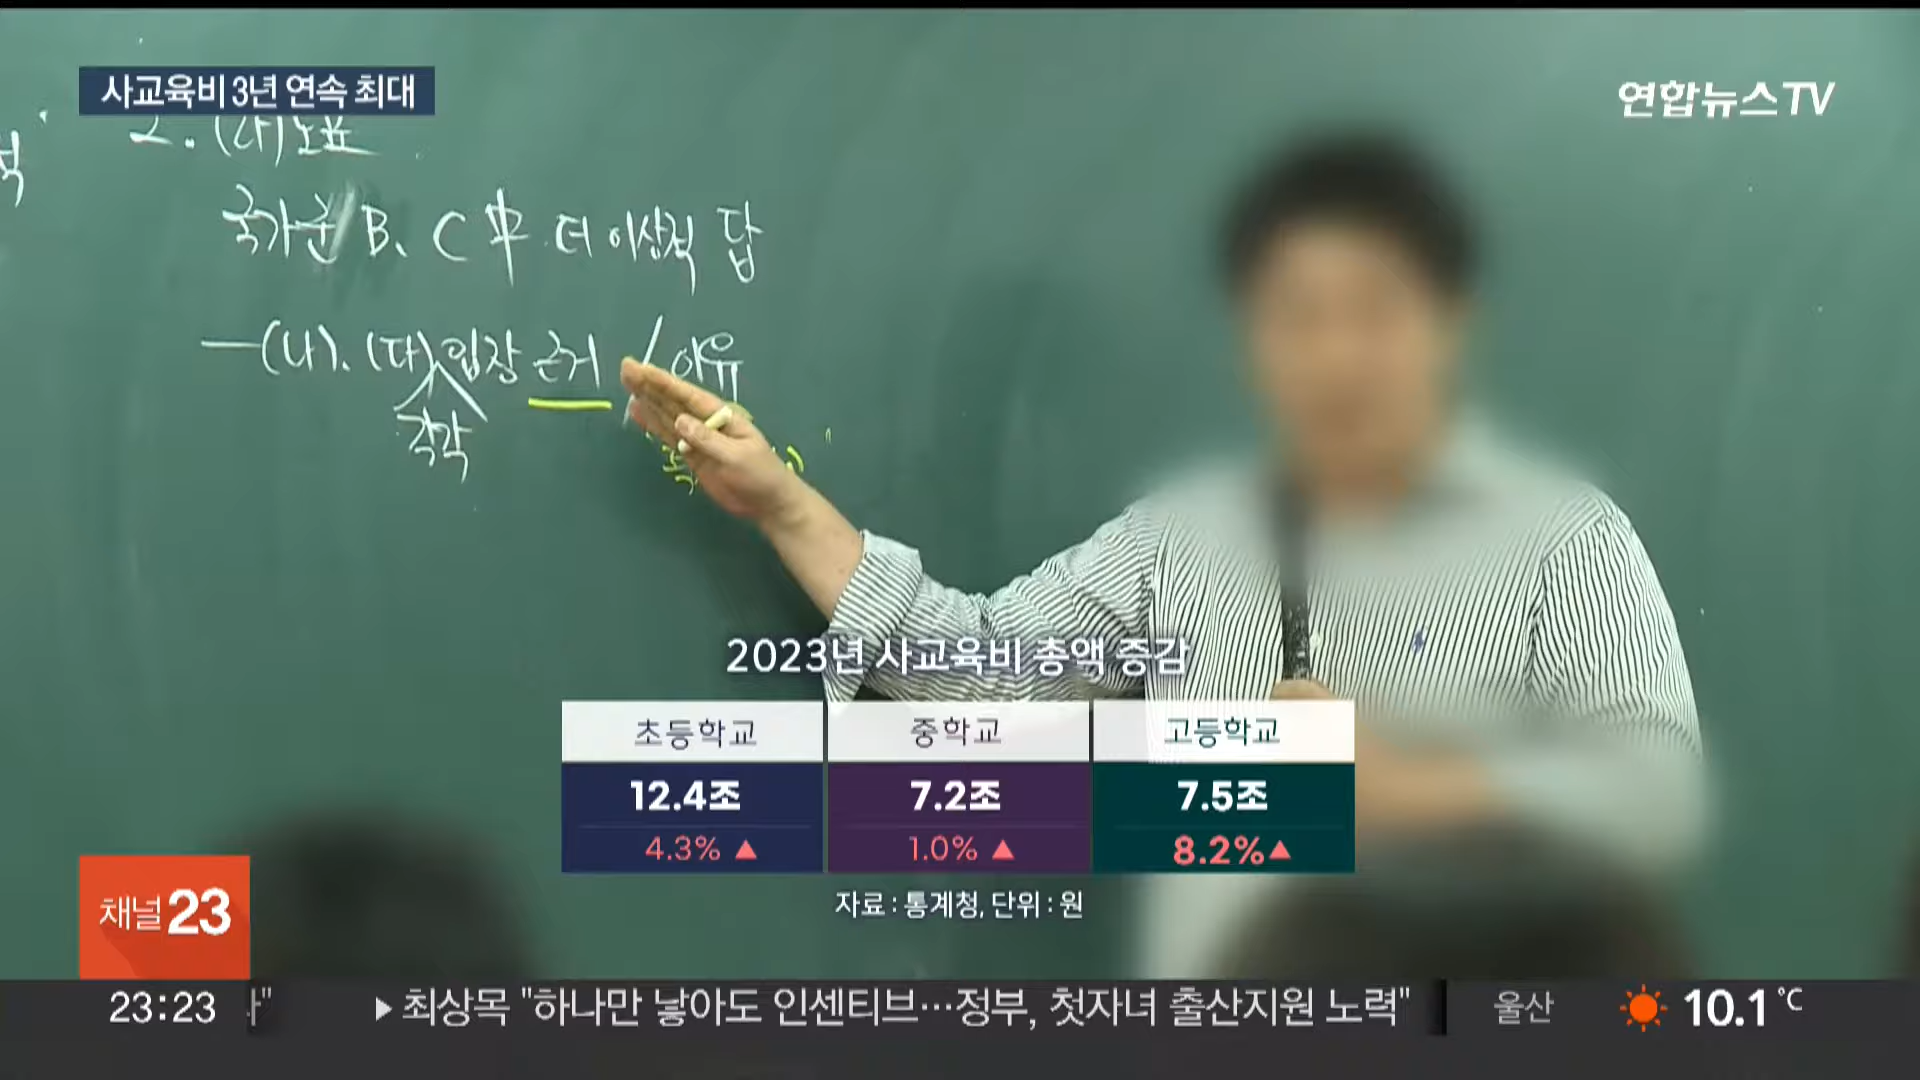 사교육비 3년 연속 최대
연합뉴스TV
2. (라) 노표
국가군 B, C 中 더 이상적 답
-(나). (다) 입장 근거 / 이유
각각
2023년 사교육비 총액 증감
초등학교 중학교 고등학교
12.4조 7.2조 7.5조
4.3% ▲ 1.0% ▲ 8.2% ▲
자료 : 통계청, 단위 : 원
채널 23
23:23 ▶ 최상목 "하나만 낳아도 인센티브…정부, 첫자녀 출산지원 노력" 울산 10.1℃